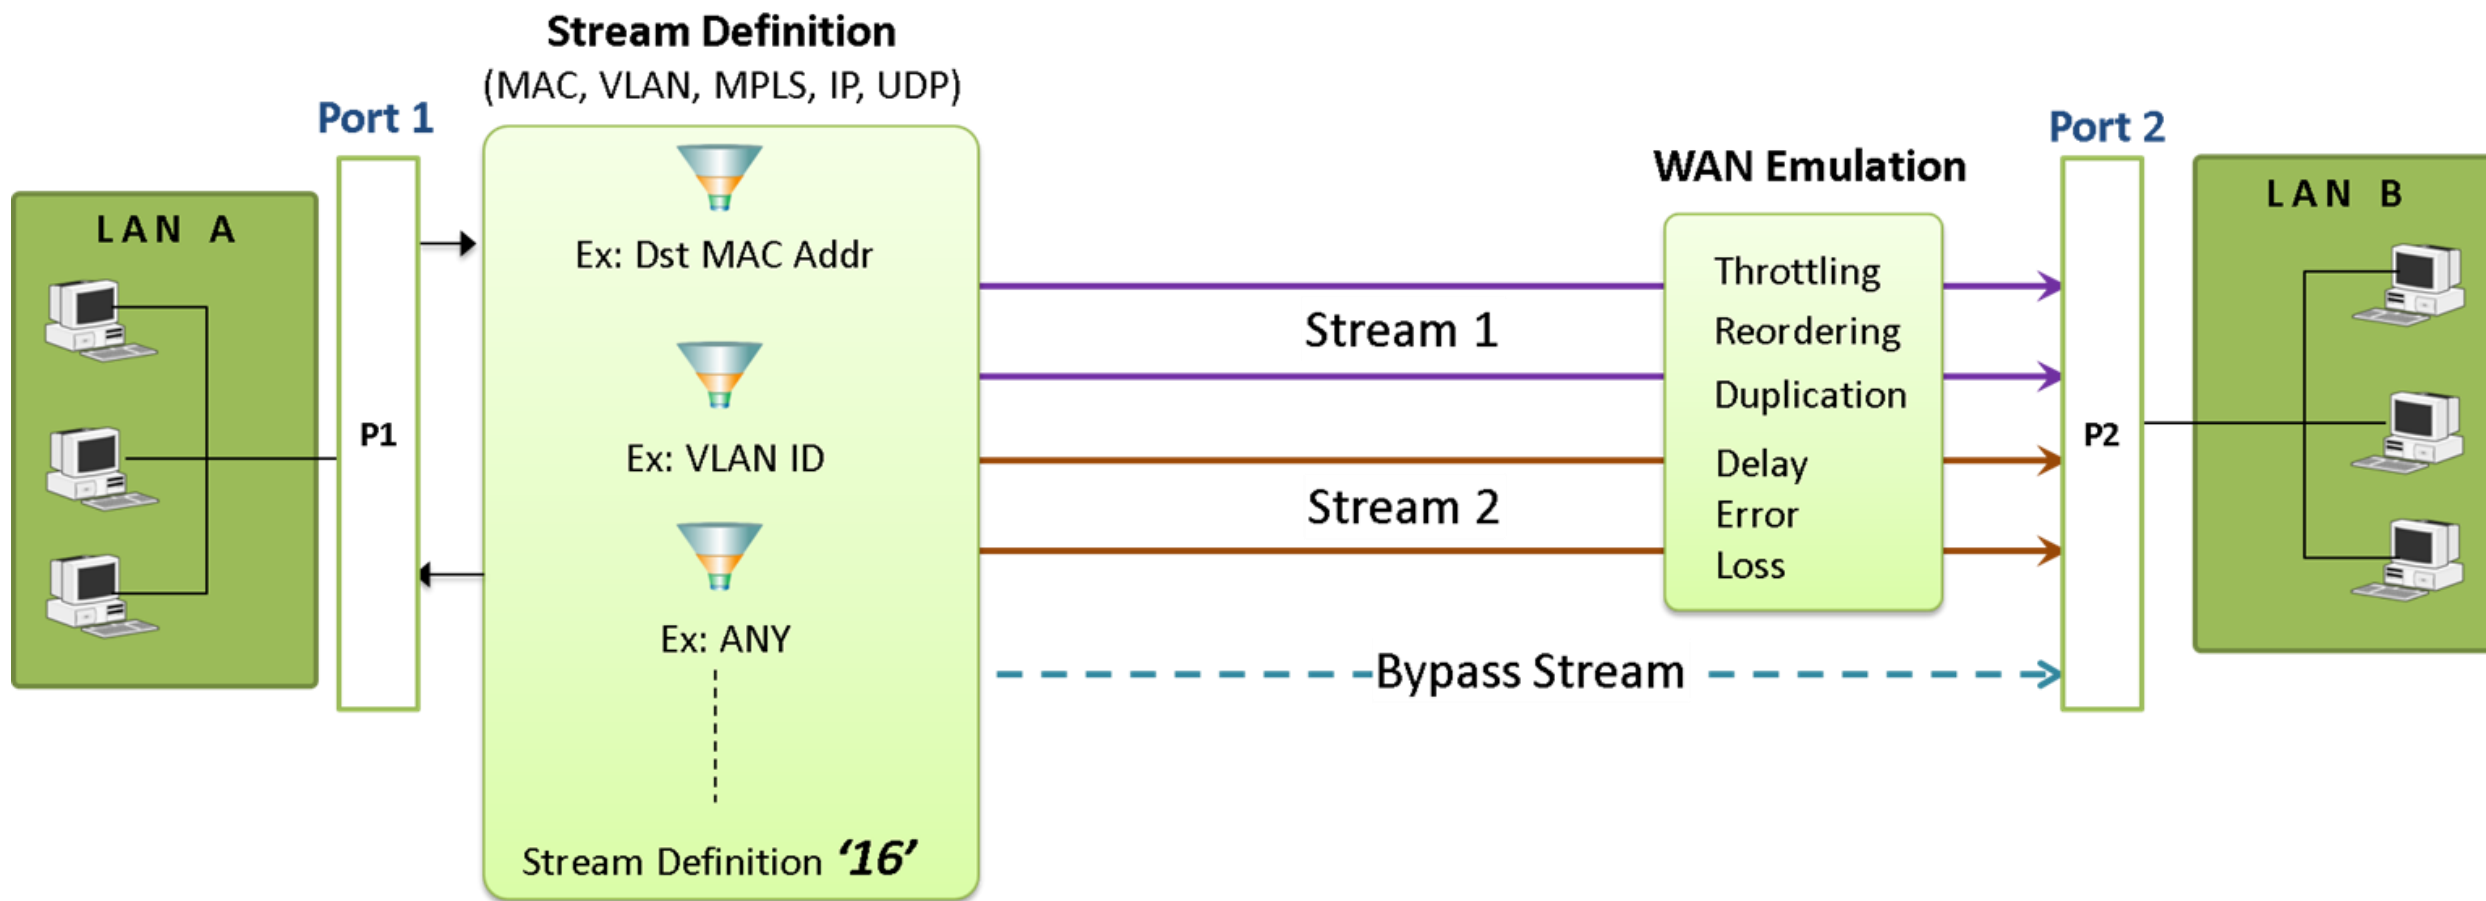 Stream Definition
(MAC, VLAN, MPLS, IP, UDP)
Port 1
Port 2
WAN Emulation
LAN A
LAN B
P1
Ex: Dst MAC Addr
Ex: VLAN ID
Ex: ANY
Stream Definition ‘16’
Stream 1
Stream 2
Bypass Stream
Throttling
Reordering
Duplication
Delay
Error
Loss
P2